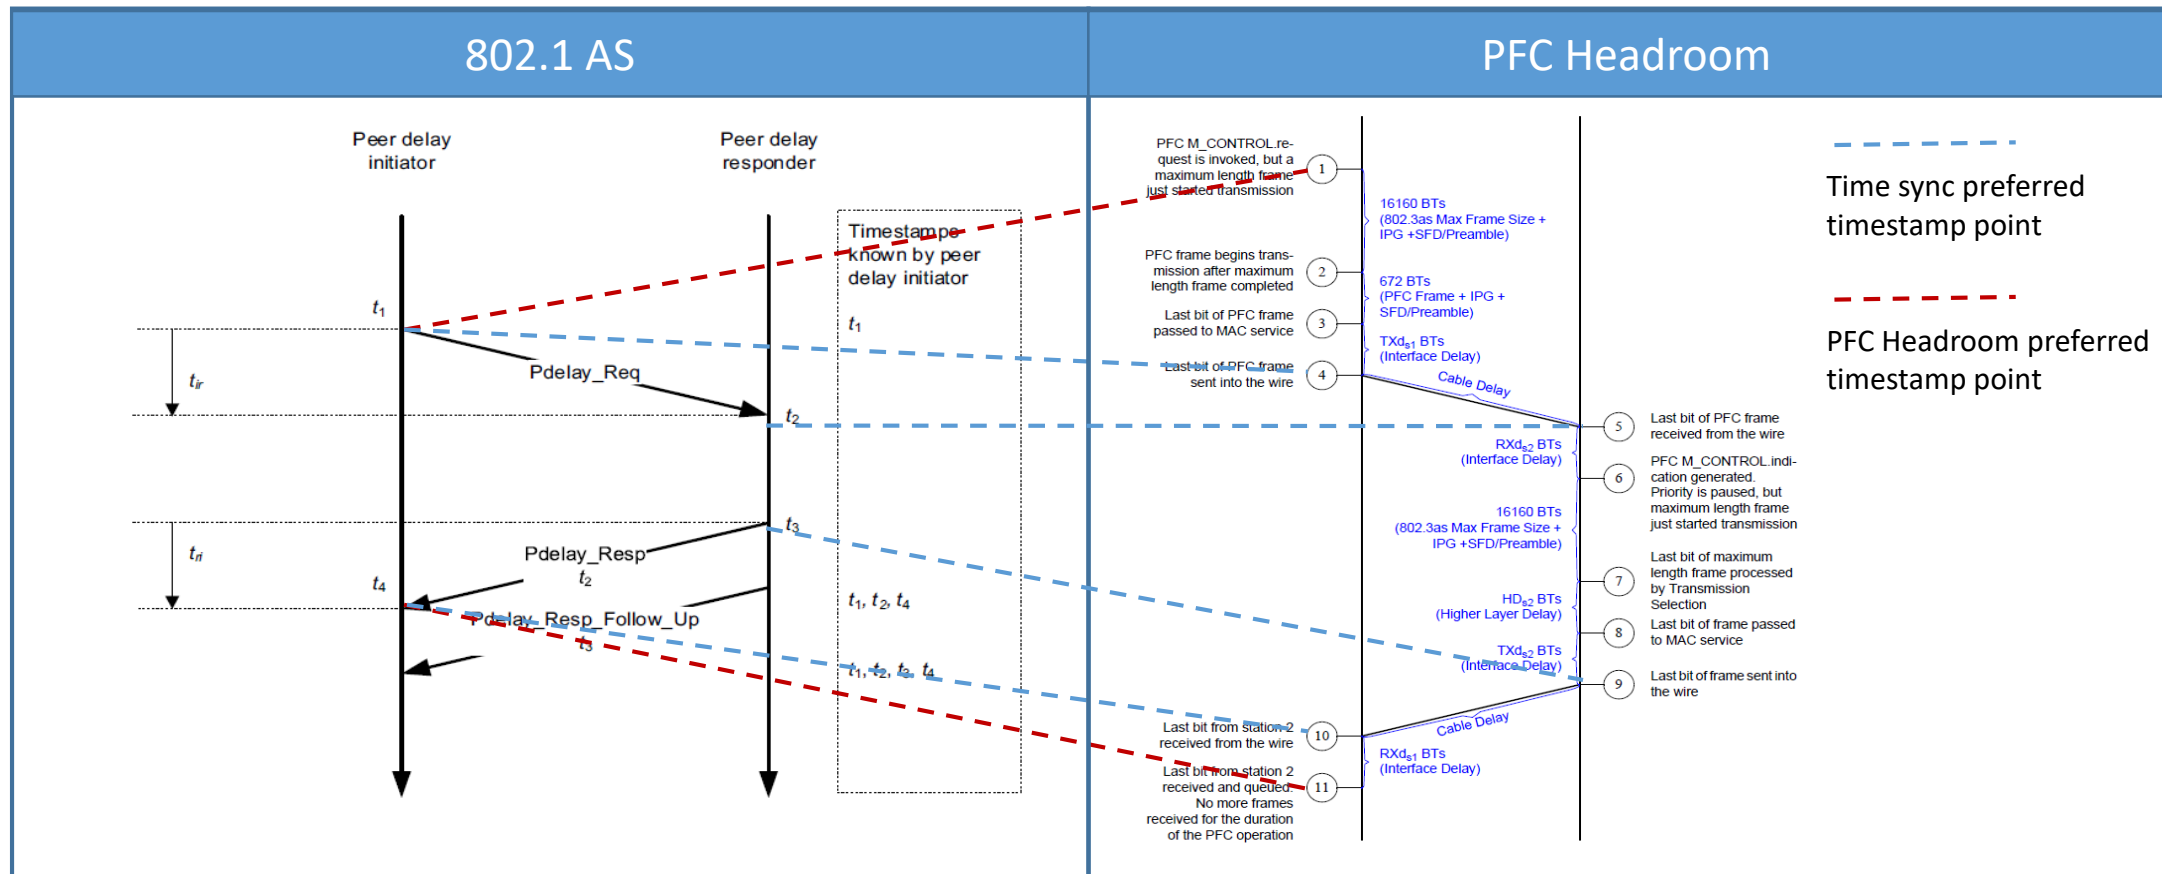 802.1 AS
PFC Headroom
Peer delay
initiator
Peer delay
responder
Timestamps
known by peer
delay initiator
t1
t1
tir
Pdelay_Req
t2
t3
tri
Pdelay_Resp
t2
t4
Pdelay_Resp_Follow_Up
t3
t1, t2, t4
t1, t2, t3, t4
PFC M_CONTROL.re-
quest is invoked, but a
maximum length frame
just started transmission
1
16160 BTs
(802.3as Max Frame Size +
IPG +SFD/Preamble)
PFC frame begins trans-
mission after maximum
length frame completed
2
672 BTs
(PFC Frame + IPG +
SFD/Preamble)
Last bit of PFC frame
passed to MAC service
3
TXds1 BTs
(Interface Delay)
Last bit of PFC frame
sent into the wire
4
Cable Delay
5
Last bit of PFC frame
received from the wire
RXds2 BTs
(Interface Delay)
6
PFC M_CONTROL.indi-
cation generated.
Priority is paused, but
maximum length frame
just started transmission
16160 BTs
(802.3as Max Frame Size +
IPG +SFD/Preamble)
7
Last bit of maximum
length frame processed
by Transmission
Selection
HDs2 BTs
(Higher Layer Delay)
8
Last bit of frame passed
to MAC service
TXds2 BTs
(Interface Delay)
9
Last bit of frame sent into
the wire
Cable Delay
Last bit from station 2
received from the wire
10
RXds1 BTs
(Interface Delay)
Last bit from station 2
received and queued.
No more frames
received for the duration
of the PFC operation
11
Time sync preferred
timestamp point
PFC Headroom preferred
timestamp point